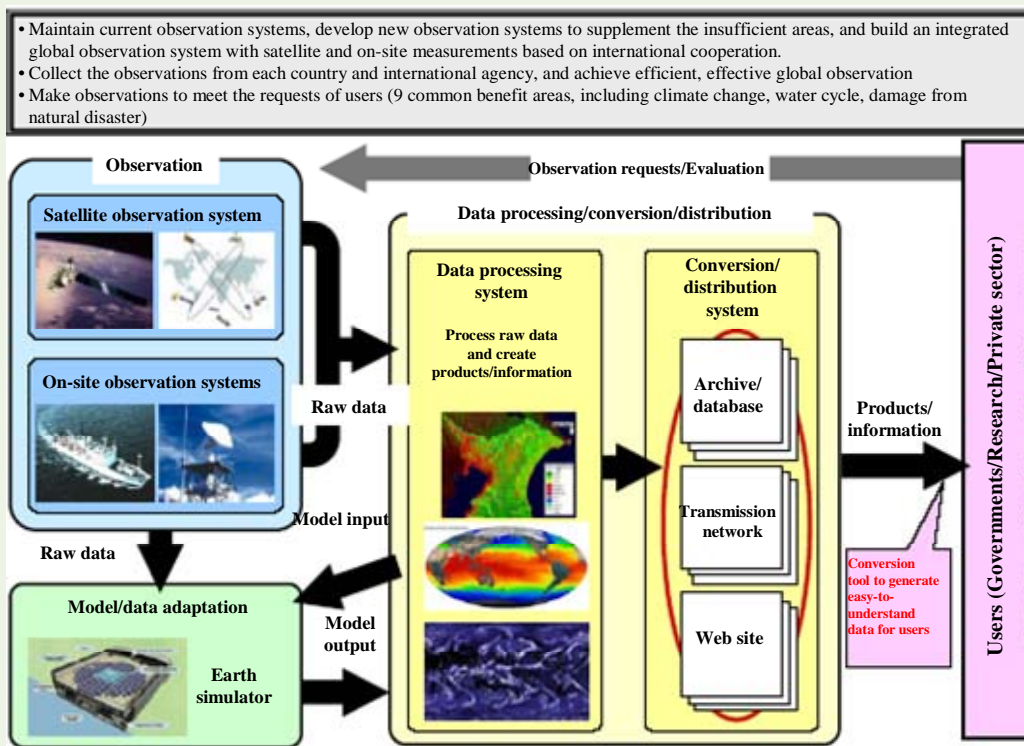 • Maintain current observation systems, develop new observation systems to supplement the insufficient areas, and build an integrated
global observation system with satellite and on-site measurements based on international cooperation.
• Collect the observations from each country and international agency, and achieve efficient, effective global observation
• Make observations to meet the requests of users (9 common benefit areas, including climate change, water cycle, damage from
natural disaster)
Observation
Observation requests/Evaluation
Satellite observation system
Data processing/conversion/distribution
Data processing
system
Conversion/
distribution
system
Process raw data
and create
products/information
On-site observation systems
Raw data
Archive/
database
Products/
information
Model input
Transmission
network
Raw data
Conversion
tool to generate
easy-to-
understand
data for users
Model/data adaptation
Model
output
Web site
Earth
simulator
Users (Governments/Research/Private sector)